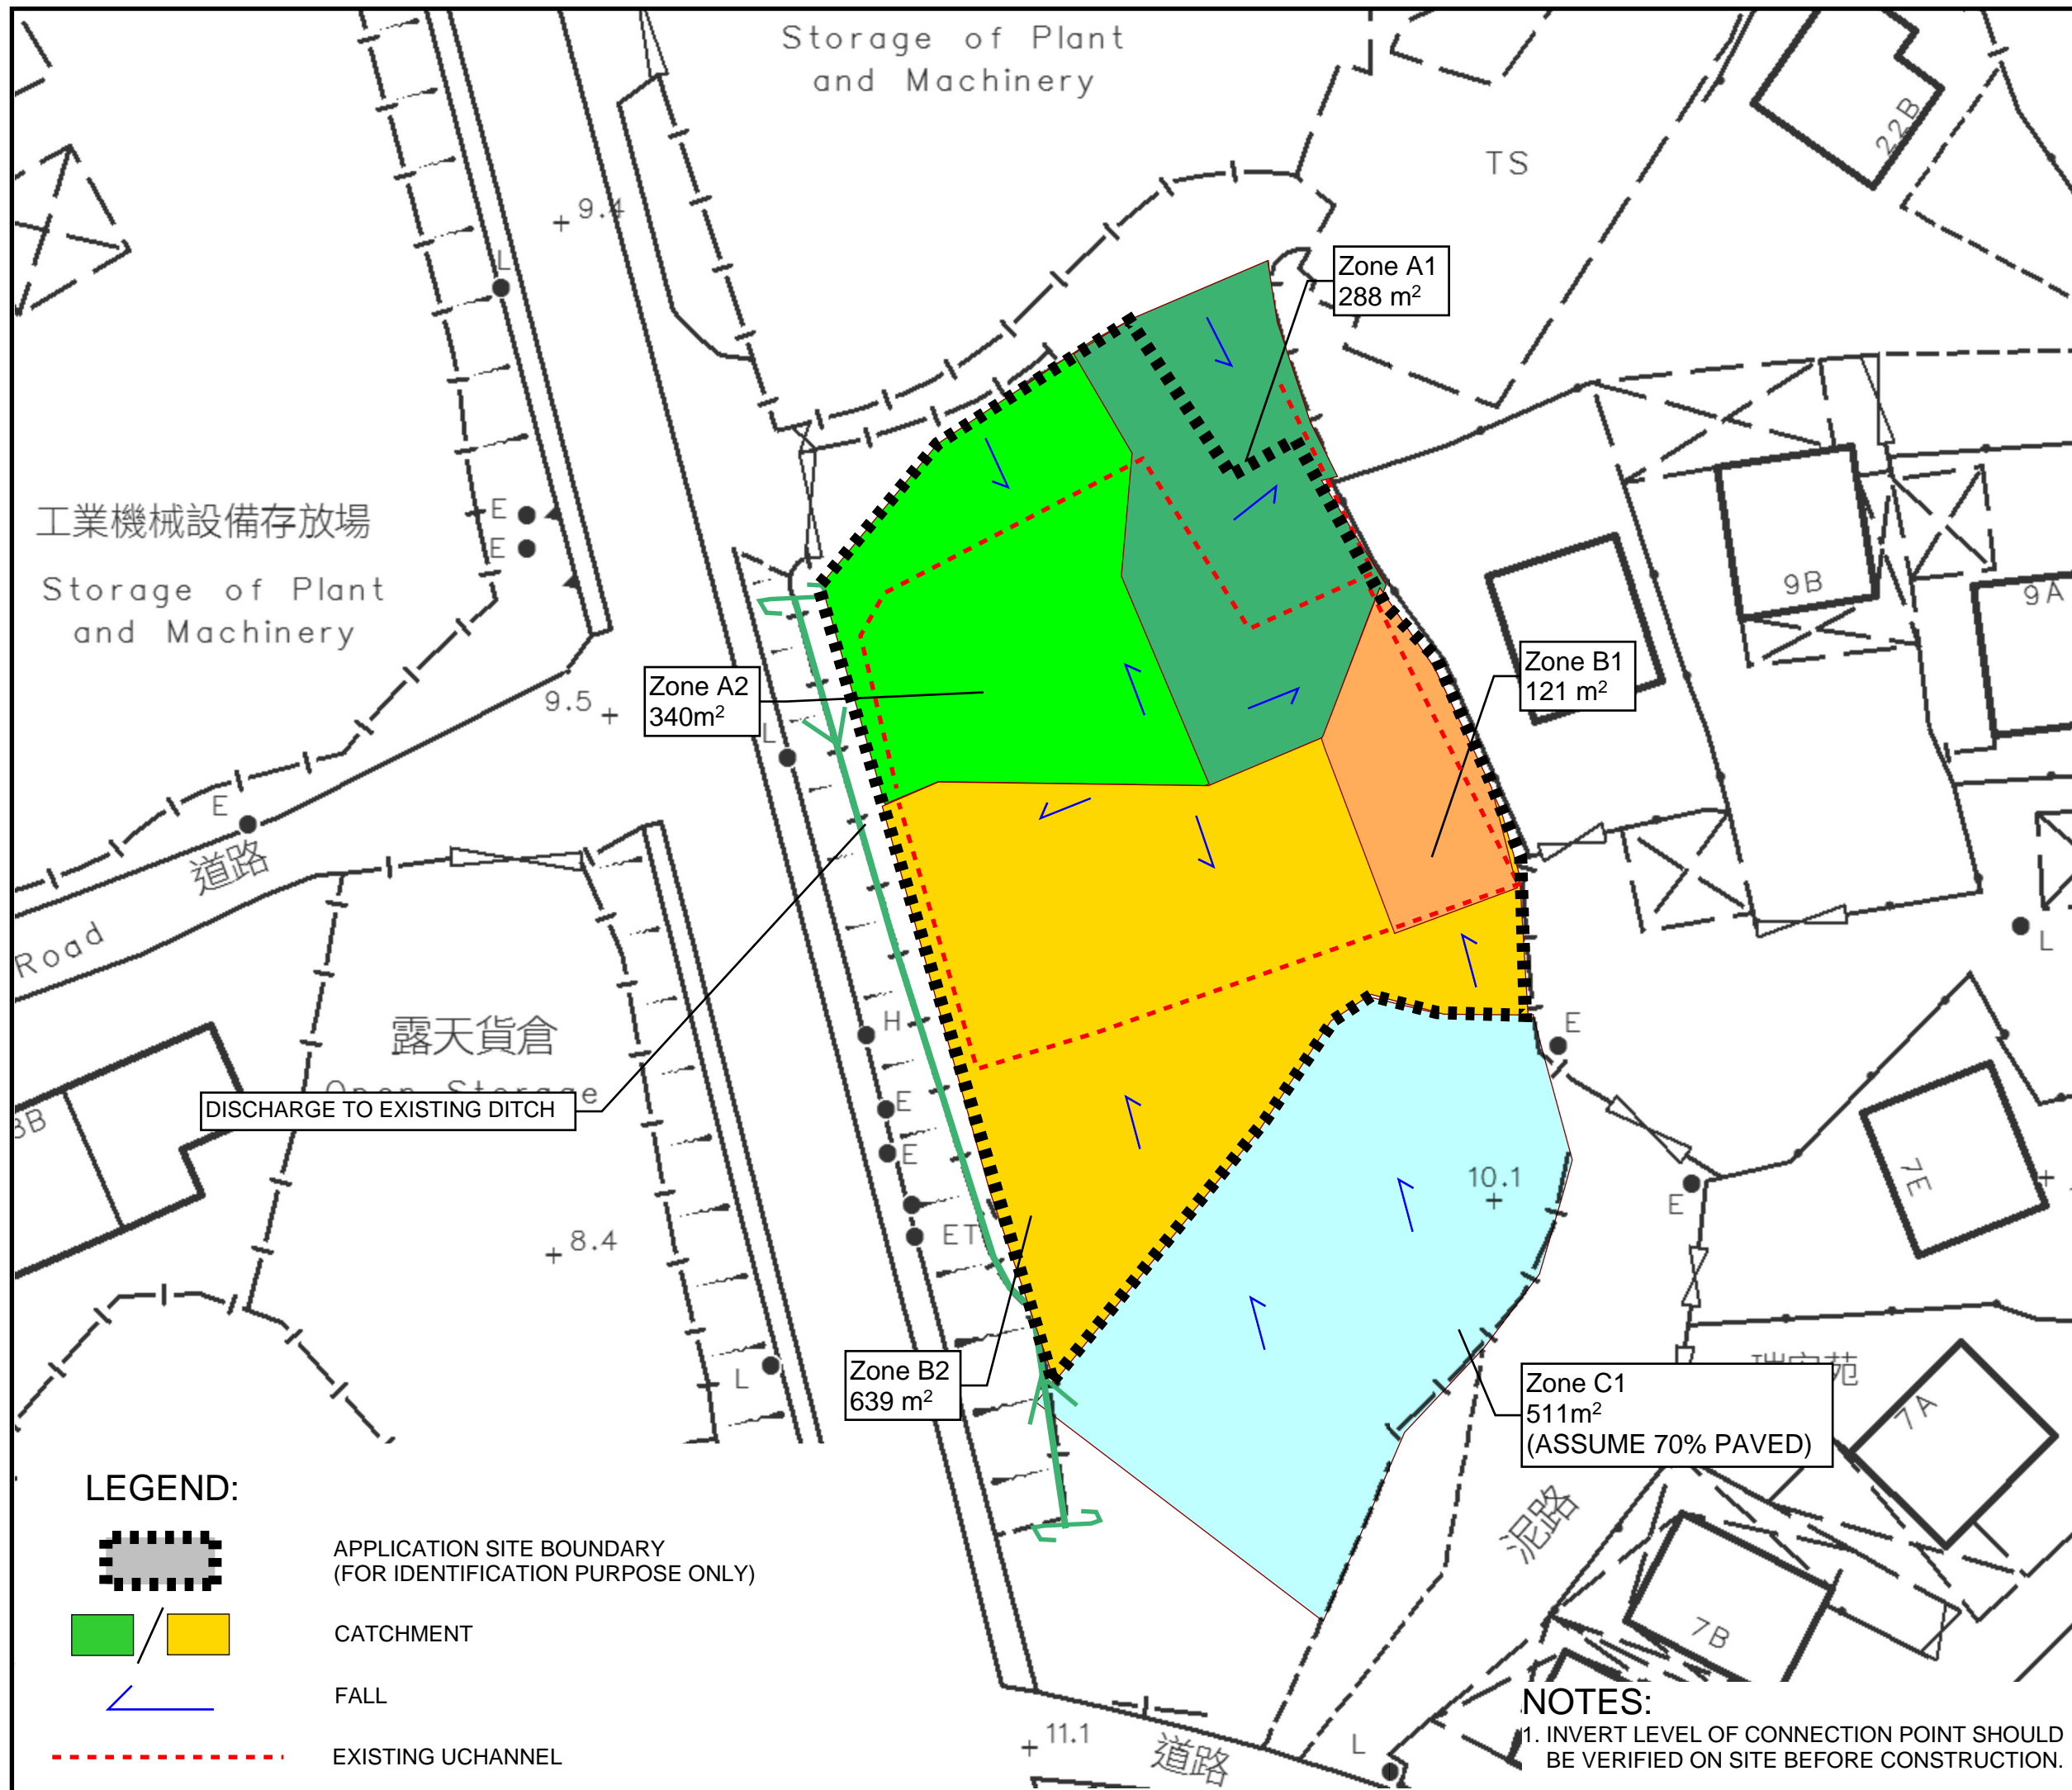 Storage of Plant
and Machinery
TS
22B
9.4
L
Zone A1
288 m²
工業機械設備存放場
E
E
Storage of Plant
and Machinery
9B
9A
Zone A2
340m²
Zone B1
121 m²
9.5
L
E
道路
Road
L
露天貨倉
Open Storage
H
E
DISCHARGE TO EXISTING DITCH
E
E
3B
7E
10.1
E
ET
8.4
Zone B2
639 m²
L
Zone C1
511m²
(ASSUME 70% PAVED)
苑
7A
LEGEND:
泥路
APPLICATION SITE BOUNDARY
(FOR IDENTIFICATION PURPOSE ONLY)
CATCHMENT
7B
FALL
NOTES:
1. INVERT LEVEL OF CONNECTION POINT SHOULD
BE VERIFIED ON SITE BEFORE CONSTRUCTION.
11.1
道路
L
EXISTING UCHANNEL